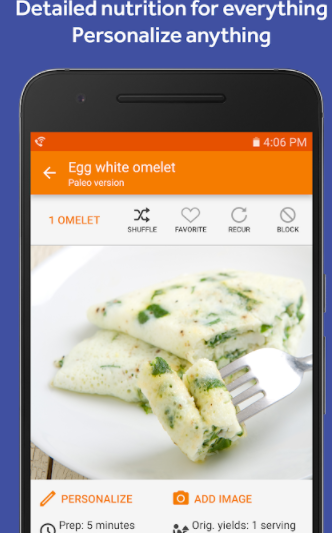 Detailed nutrition for everything
Personalize anything
4:06 PM
Egg white omelet
Paleo version
1 OMELET
SHUFFLE
FAVORITE
RECUR
BLOCK
PERSONALIZE
ADD IMAGE
Prep: 5 minutes
Orig. yields: 1 serving